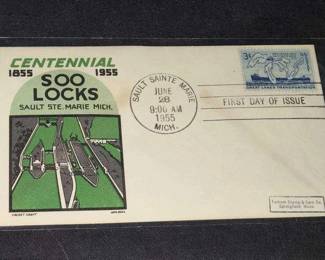 CENTENNIAL
1855 1955
SOO
LOCKS
SAULT STE. MARIE MICH.
SAULT SAINTE MARIE
JUNE
28
9:00 AM
1955
MICH.
3¢
GREAT LAKES TRANSPORTATION
FIRST DAY OF ISSUE